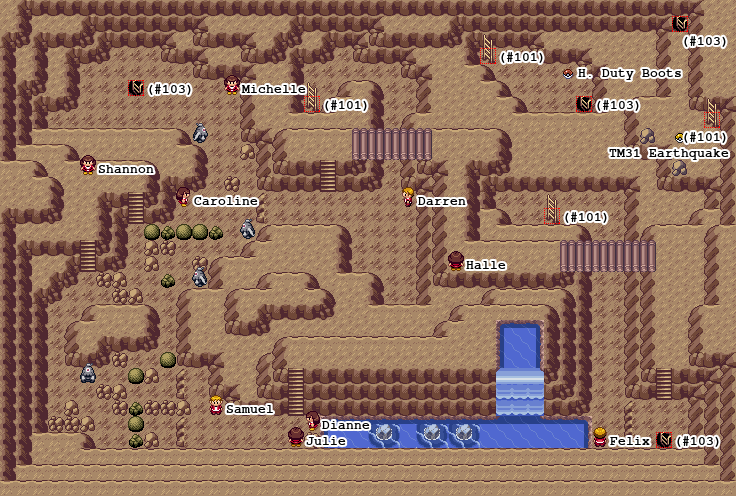 (#103)
(#101)
H. Duty Boots
(#103)
Michelle
(#101)
(#103)
(#101)
TM31 Earthquake
Shannon
Caroline
Darren
(#101)
Halle
Samuel
Dianne
Julie
Felix
(#103)